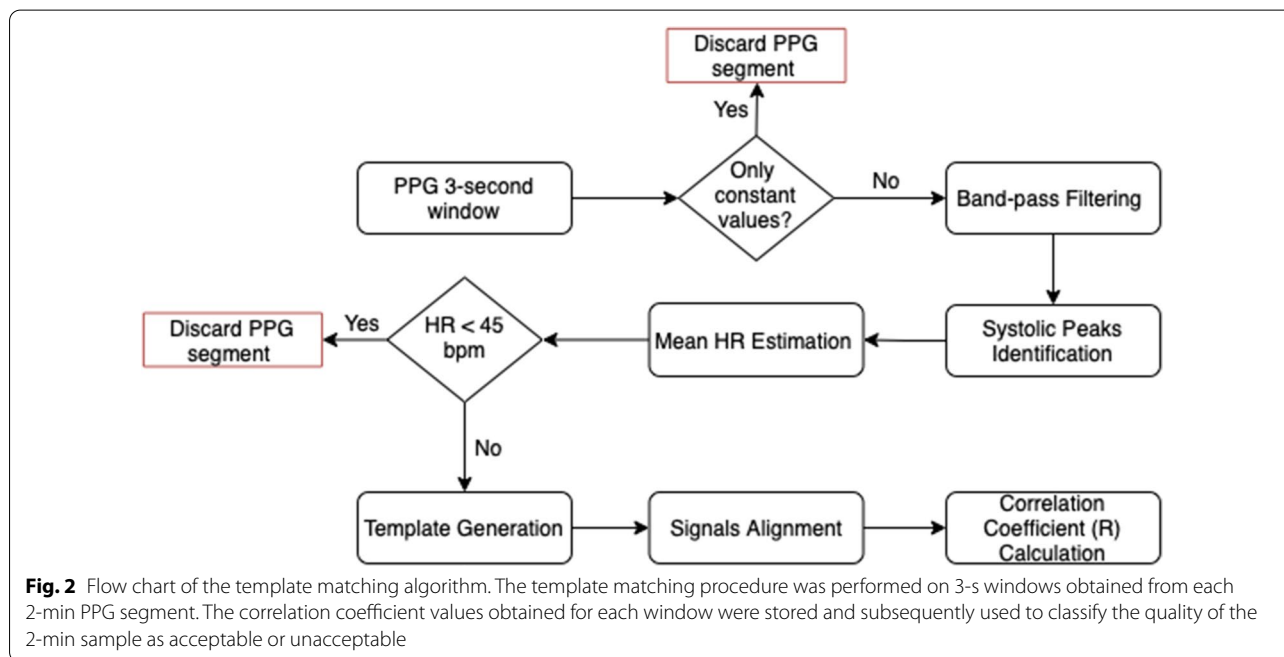 Discard PPG
segment
Yes
PPG 3-second
window
Only
constant
values?
No
Band-pass Filtering
Systolic Peaks
Identification
Mean HR Estimation
HR < 45
bpm
Yes
Discard PPG
segment
No
Template Generation
Signals Alignment
Correlation
Coefficient (R)
Calculation
Fig. 2 Flow chart of the template matching algorithm. The template matching procedure was performed on 3-s windows obtained from each
2-min PPG segment. The correlation coefficient values obtained for each window were stored and subsequently used to classify the quality of the
2-min sample as acceptable or unacceptable